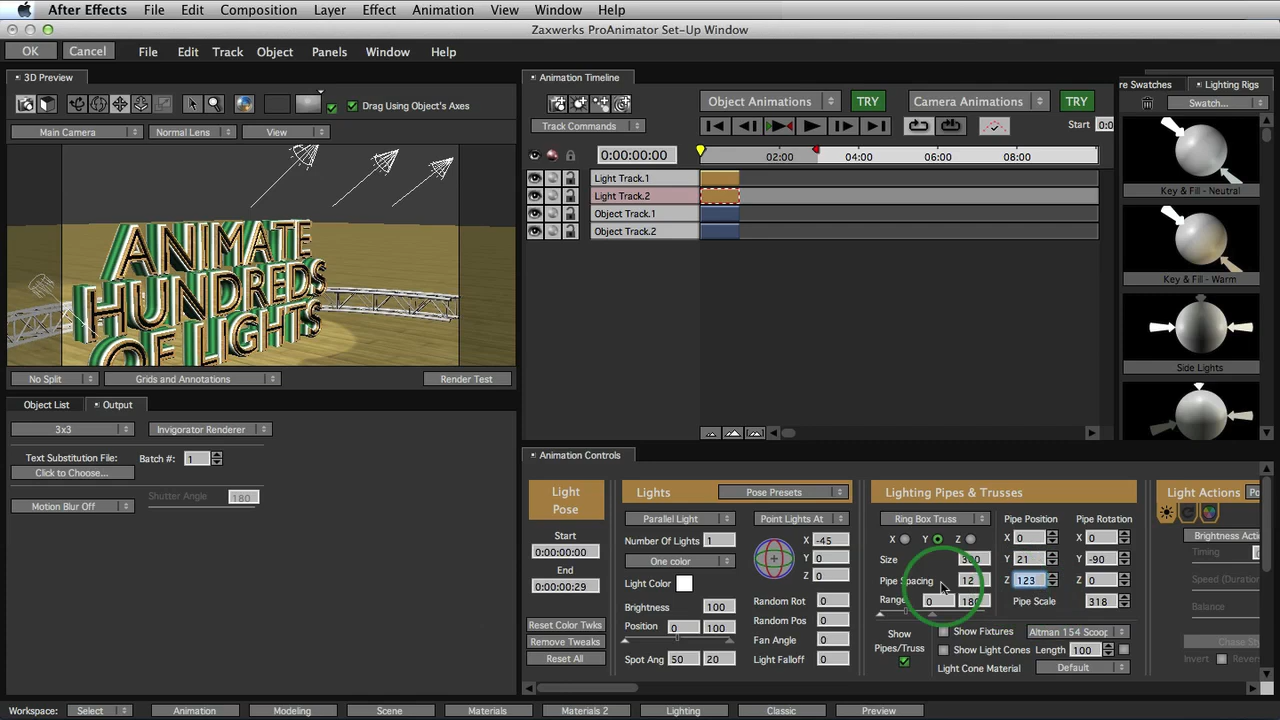 After Effects File Edit Composition Layer Effect Animation View Window Help
Zaxwerks ProAnimator Set-Up Window
OK Cancel File Edit Track Object Panels Window Help
3D Preview
Drag Using Object's Axes
Main Camera Normal Lens View
ANIMATE
HUNDREDS
OF LIGHTS
No Split Grids and Annotations Render Test
Object List Output
3x3 Invigorator Renderer
Text Substitution File: Batch #: 1
Click to Choose...
Motion Blur Off Shutter Angle 180
Animation Timeline
Object Animations TRY Camera Animations TRY
Track Commands Start 0:0
0:00:00:00 02:00 04:00 06:00 08:00
Light Track.1
Light Track.2
Object Track.1
Object Track.2
re Swatches Lighting Rigs
Swatch...
Key & Fill - Neutral
Key & Fill - Warm
Side Lights
Animation Controls
Light Pose
Start
0:00:00:00
End
0:00:00:29
Reset Color Twks
Remove Tweaks
Reset All
Lights Pose Presets
Parallel Light Point Lights At
Number Of Lights 1 X -45
One color Y 0
Light Color Z 0
Brightness 100 Random Rot 0
Position 0 100 Random Pos 0
Fan Angle 0
Spot Ang 50 20 Light Falloff 0
Lighting Pipes & Trusses
Ring Box Truss Pipe Position Pipe Rotation
X Y Z X 0 X 0
Size Y 21 Y -90
Pipe Spacing 12 Z 123 Z 0
Range 0 180 Pipe Scale 318
Show Pipes/Truss
Show Fixtures Altman 154 Scoop
Show Light Cones Length 100
Light Cone Material Default
Light Actions Po
Brightness Actio
Timing
Speed (Duration
Balance
Chase St
Invert Revers
Workspace: Select Animation Modeling Scene Materials Materials 2 Lighting Classic Preview